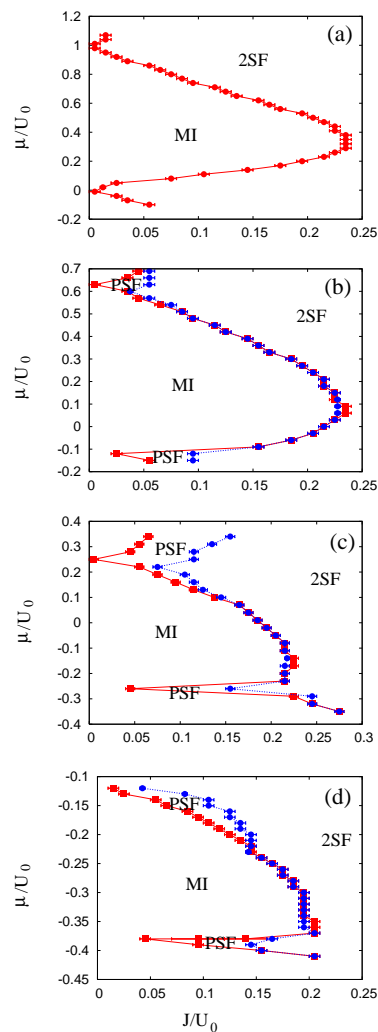 (a)
1.2
1
0.8
0.6
0.4
0.2
0
-0.2
μ/U0
2SF
MI
0 0.05 0.1 0.15 0.2 0.25
(b)
0.7
0.6
0.5
0.4
0.3
0.2
0.1
0
-0.1
-0.2
μ/U0
PSF
2SF
MI
PSF
0 0.05 0.1 0.15 0.2 0.25
(c)
0.4
0.3
0.2
0.1
0
-0.1
-0.2
-0.3
-0.4
μ/U0
PSF
2SF
MI
PSF
0 0.05 0.1 0.15 0.2 0.25 0.3
(d)
-0.1
-0.15
-0.2
-0.25
-0.3
-0.35
-0.4
-0.45
μ/U0
PSF
2SF
MI
PSF
0 0.05 0.1 0.15 0.2 0.25
J/U0